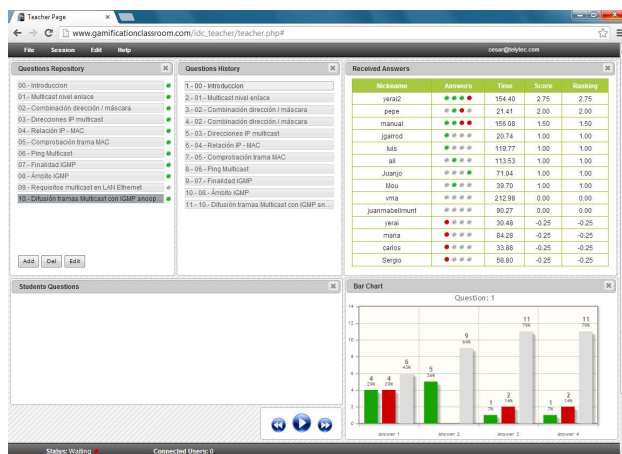 Teacher Page
www.gamificationclassroom.com/idc_teacher/teacher.php#
File Session Edit Help cesar@telytec.com
Questions Repository
00.- Introduccion
01.- Multicast nivel enlace
02.- Combinación dirección / máscara
03.- Direcciones IP multicast
04.- Relación IP - MAC
05.- Comprobación trama MAC
06.- Ping Multicast
07.- Finalidad IGMP
08.- Ámbito IGMP
09.- Requisitos multicast en LAN Ethernet
10.- Difusión tramas Multicast con IGMP snoop...
Add Del Edit
Questions History
1.- 00.- Introduccion
2.- 01.- Multicast nivel enlace
3.- 02.- Combinación dirección / máscara
4.- 02.- Combinación dirección / máscara
5.- 03.- Direcciones IP multicast
6.- 04.- Relación IP - MAC
7.- 05.- Comprobación trama MAC
8.- 06.- Ping Multicast
9.- 07.- Finalidad IGMP
10.- 08.- Ámbito IGMP
11.- 10.- Difusión tramas Multicast con IGMP sn...
Received Answers
Nickname Answers Time Score Ranking
yerai2 154.40 2.75 2.75
pepe 21.41 2.00 2.00
manual 156.08 1.50 1.50
jgarrod 20.74 1.00 1.00
luis 119.77 1.00 1.00
ali 113.53 1.00 1.00
Juanjo 71.04 1.00 1.00
Mou 39.70 1.00 1.00
vma 212.98 0.00 0.00
juanmabellmunt 90.27 0.00 0.00
yerai 30.48 -0.25 -0.25
maria 84.28 -0.25 -0.25
carlos 33.88 -0.25 -0.25
Sergio 58.80 -0.25 -0.25
Students Questions
Bar Chart
Question: 1
14
12
10
8
6
4
2
0
4 29% 4 29% 6 43%
5 36% 9 64%
1 7% 2 14% 11 79%
1 7% 2 14% 11 79%
Answer 1 Answer 2 Answer 3 Answer 4
Status: Waiting Connected Users: 0